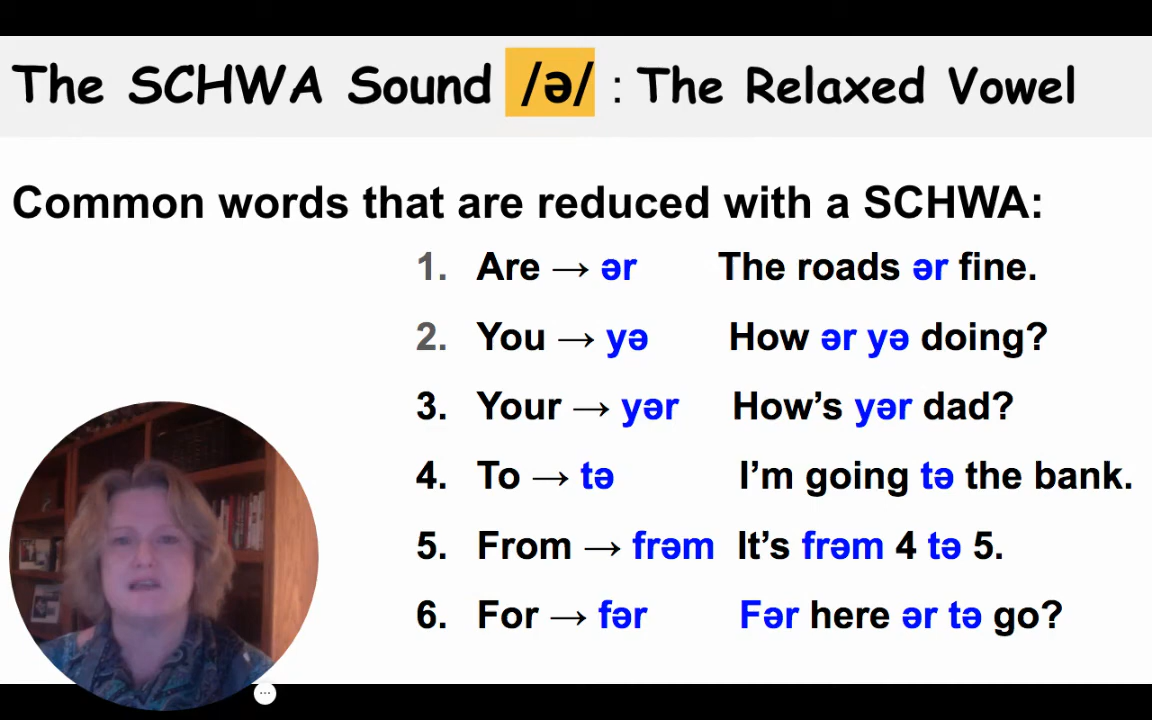 The SCHWA Sound /ə/ : The Relaxed Vowel
Common words that are reduced with a SCHWA:
1. Are → ər The roads ər fine.
2. You → yə How ər yə doing?
3. Your → yər How's yər dad?
4. To → tə I'm going tə the bank.
5. From → frəm It's frəm 4 tə 5.
6. For → fər Fər here ər tə go?